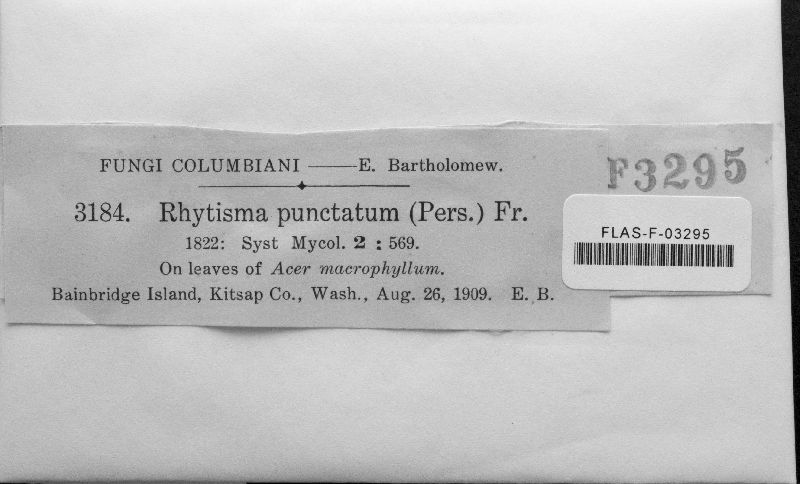 FUNGI COLUMBIANI ——E. Bartholomew.
F3295
3184. Rhytisma punctatum (Pers.) Fr.
1822: Syst Mycol. 2 : 569.
FLAS-F-03295
On leaves of Acer macrophyllum.
Bainbridge Island, Kitsap Co., Wash., Aug. 26, 1909. E. B.